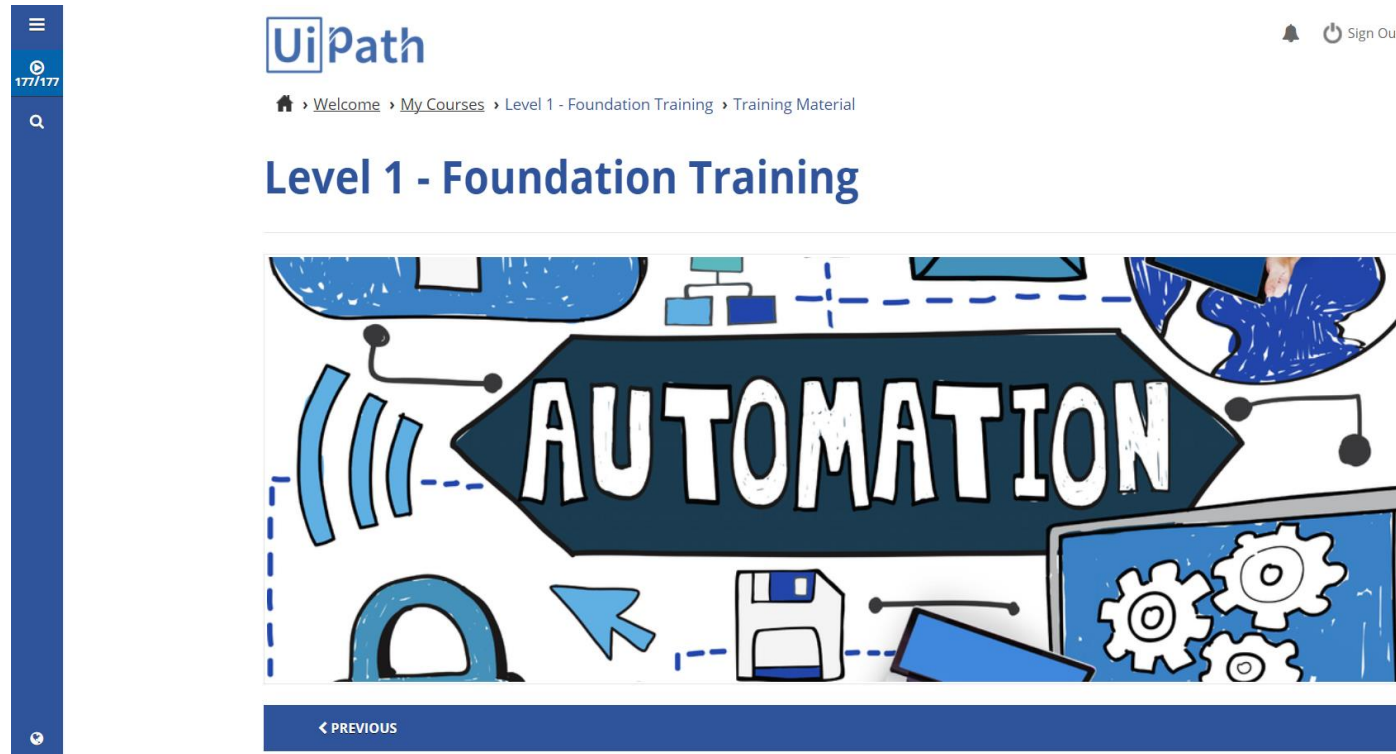 177/177
UiPath
Sign Ou
› Welcome › My Courses › Level 1 - Foundation Training › Training Material
Level 1 - Foundation Training
AUTOMATION
PREVIOUS